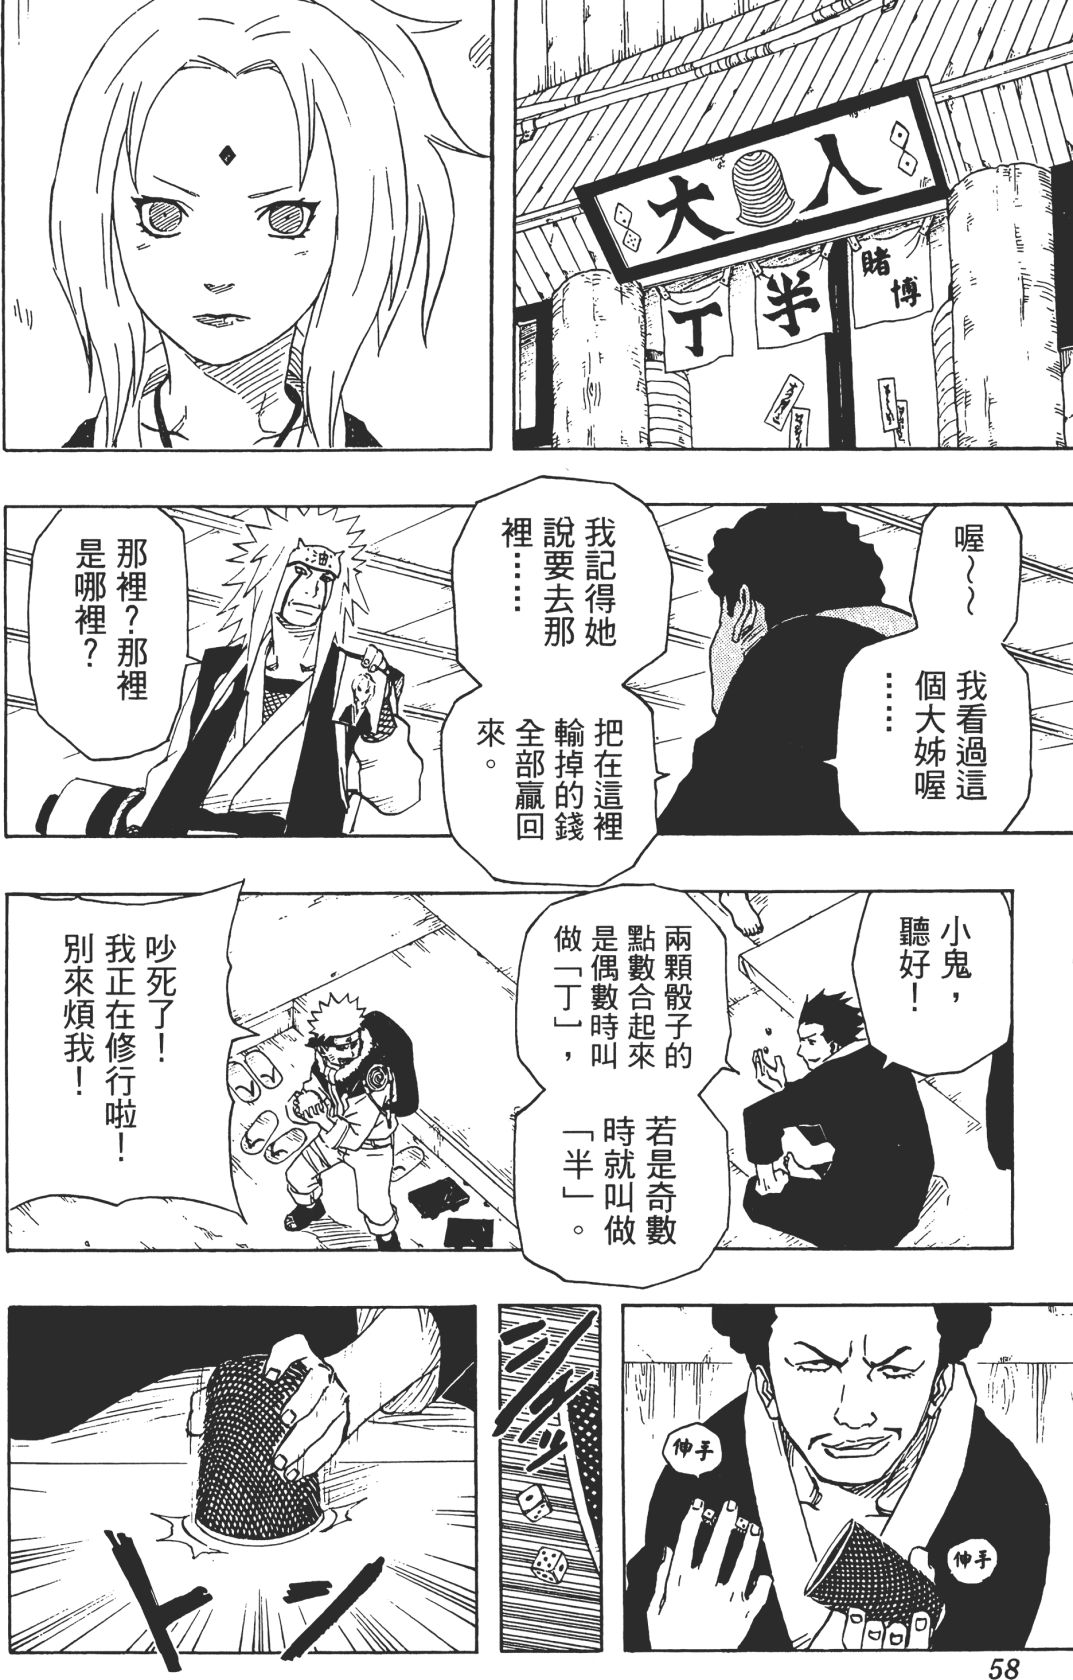 大人
賭博
半
丁
喔～～
我看過這
個大姊喔
……
我記得她
說要去那
裡……
把在這裡
輸掉的錢
全部贏回
來。
油
那裡？那裡
是哪裡？
小鬼，
聽好！
兩顆骰子的
點數合起來
是偶數時叫
做「丁」，
若是奇數
時就叫做
「半」。
吵死了！
我正在修行啦！
別來煩我！
伸手
伸手
トン
58